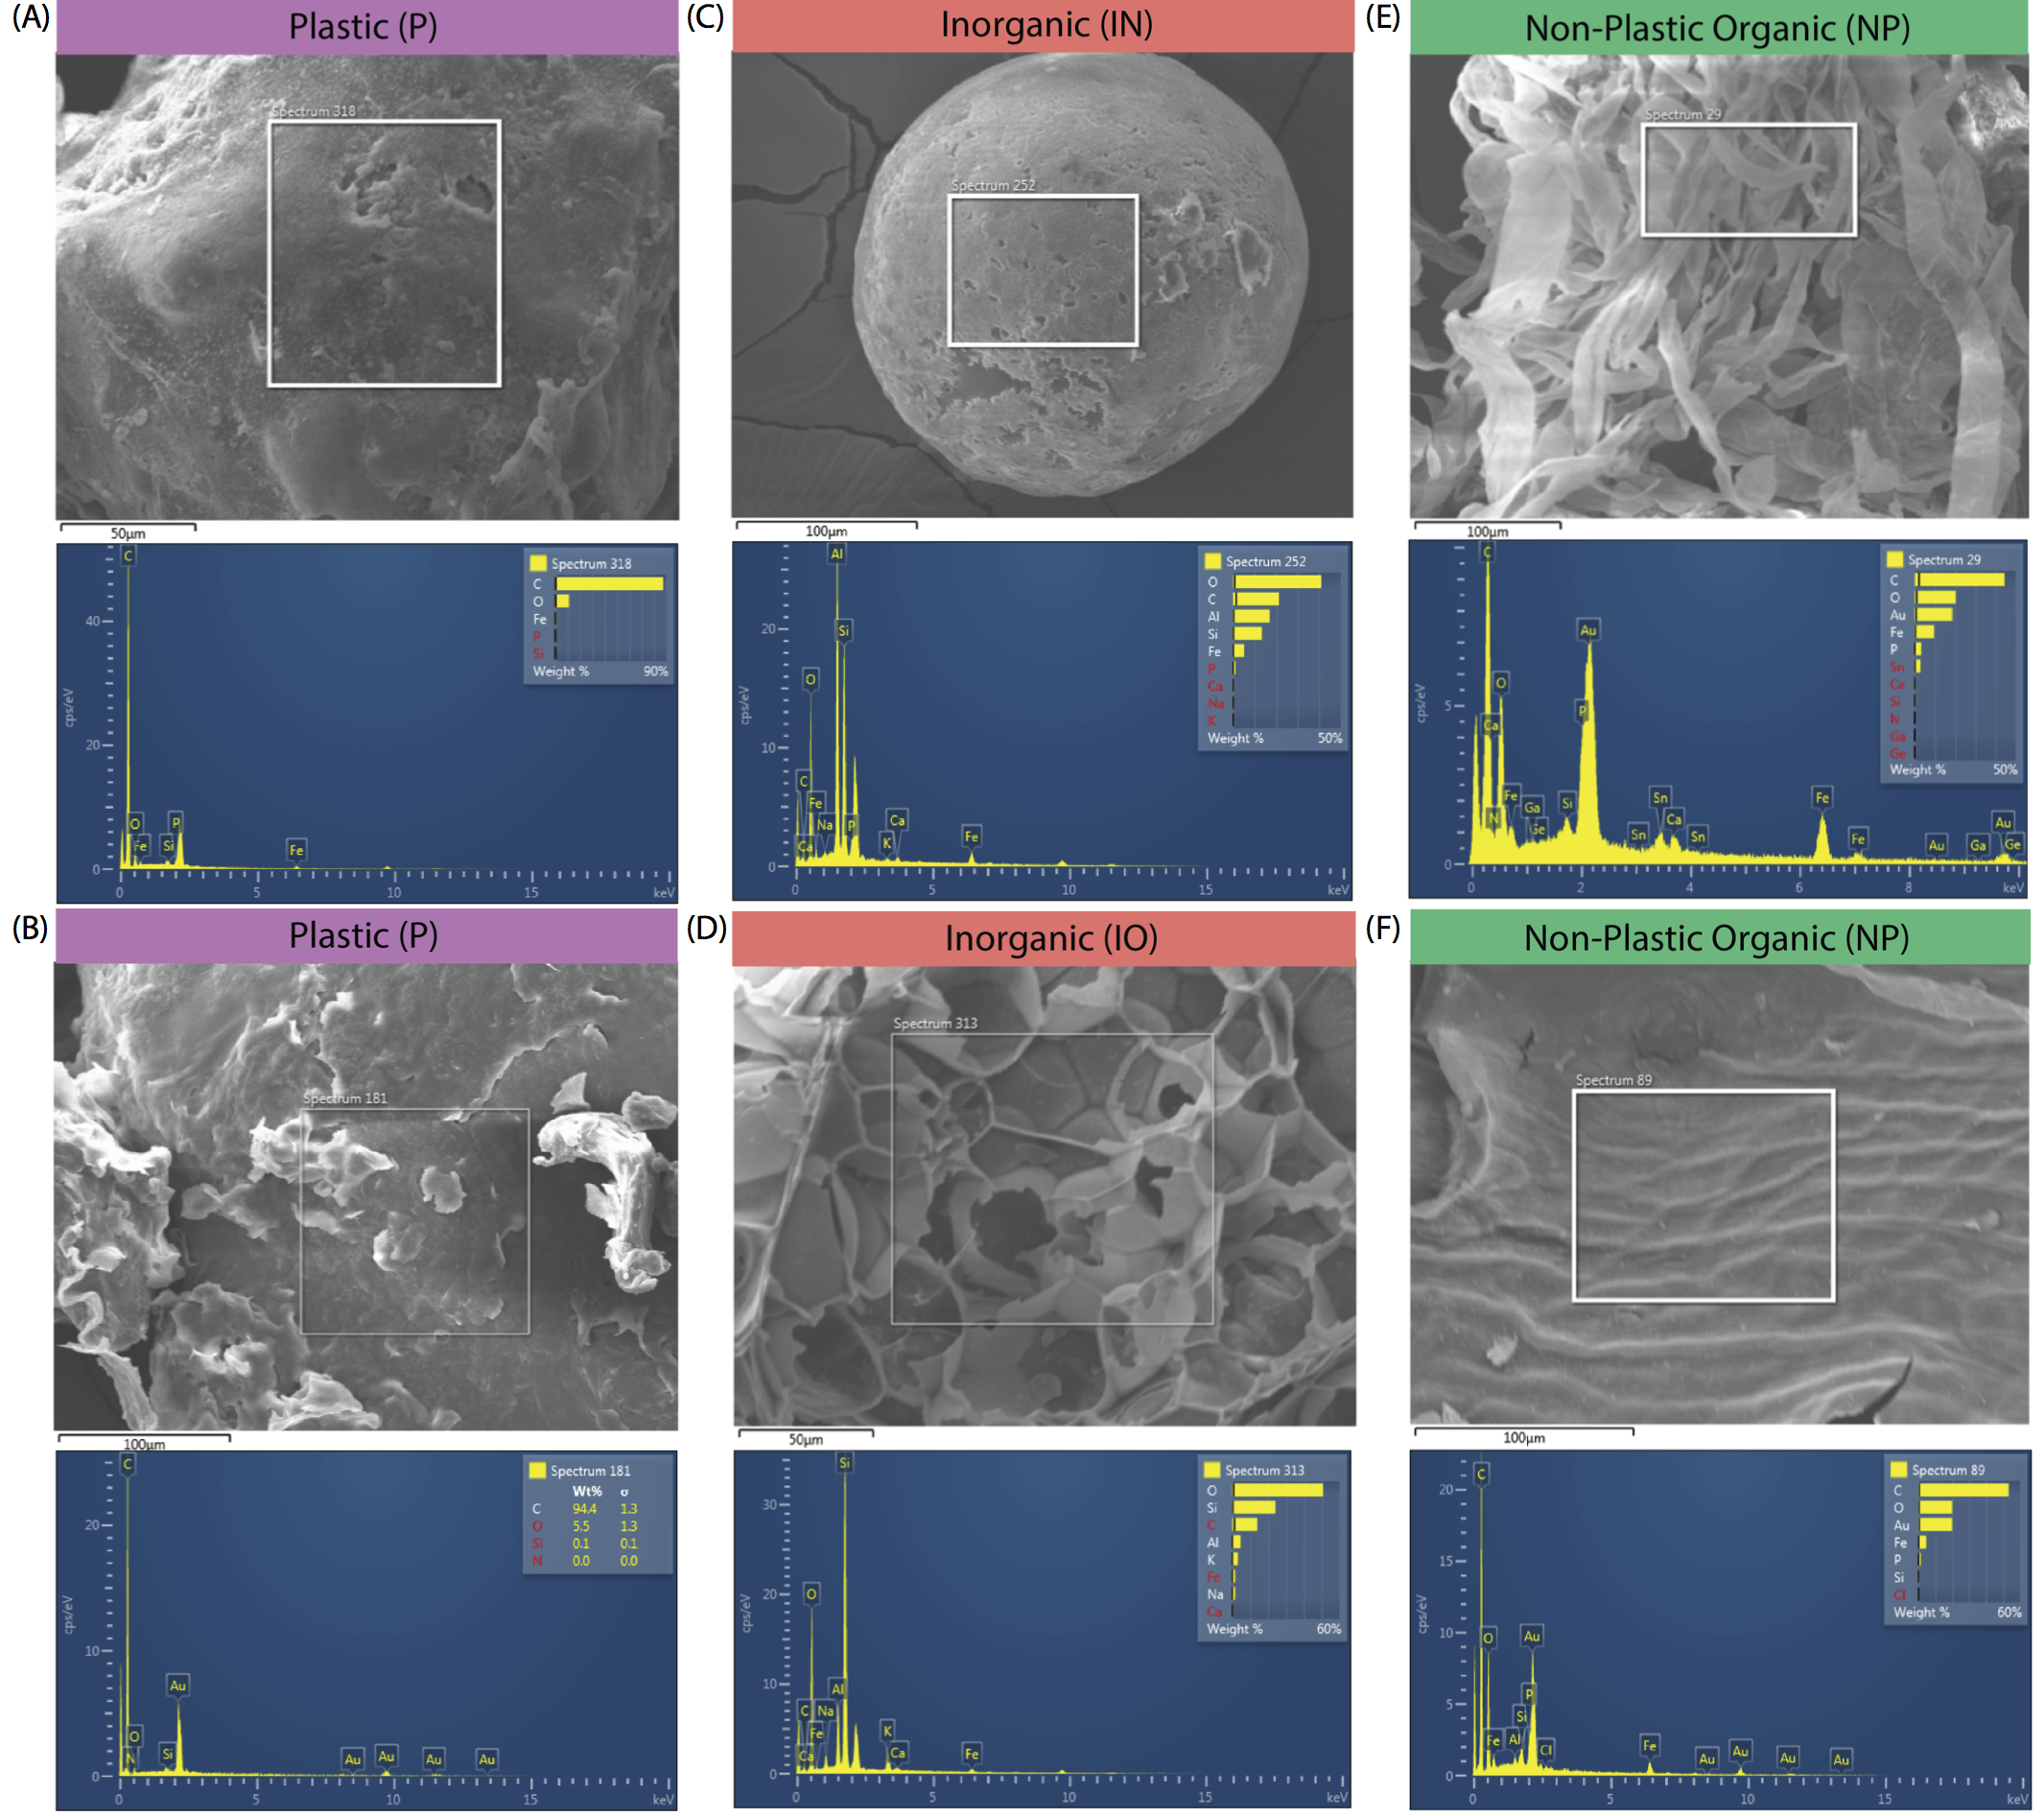 (A) Plastic (P)
Spectrum 318
50μm
C
40
20
0
cps/eV
O
Fe
Si
P
Fe
0 5 10 15 keV
Spectrum 318
C
O
Fe
P
Si
Weight % 90%
(B) Plastic (P)
Spectrum 181
100μm
C
20
10
0
cps/eV
O
N
Si
Au
Au
Au
Au
Au
0 5 10 15 keV
Spectrum 181
Wt% σ
C 94.4 1.3
O 5.5 1.3
Si 0.1 0.1
N 0.0 0.0
(C) Inorganic (IN)
Spectrum 252
100μm
Al
Si
20
O
10
0
cps/eV
C
Fe
Na
Ca
P
K
Ca
Fe
0 5 10 15 keV
Spectrum 252
O
C
Al
Si
Fe
P
Ca
Na
K
Weight % 50%
(D) Inorganic (IO)
Spectrum 313
50μm
Si
30
20
O
10
0
cps/eV
Al
C
Na
Fe
Ca
K
Ca
Fe
0 5 10 15 keV
Spectrum 313
O
Si
C
Al
K
Fe
Na
Ca
Weight % 60%
(E) Non-Plastic Organic (NP)
Spectrum 29
100μm
C
Au
O
P
5
Ca
0
cps/eV
N
Fe
Ga
Ge
Si
Sn
Sn
Ca
Sn
Fe
Fe
Au
Ga
Au
Ge
0 2 4 6 8 keV
Spectrum 29
C
O
Au
Fe
P
Sn
Ca
Si
N
Ga
Ge
Weight % 50%
(F) Non-Plastic Organic (NP)
Spectrum 89
100μm
C
20
15
10
5
0
cps/eV
O
Au
P
Si
Fe
Al
Cl
Fe
Au
Au
Au
Au
0 5 10 15 keV
Spectrum 89
C
O
Au
Fe
P
Si
Cl
Weight % 60%